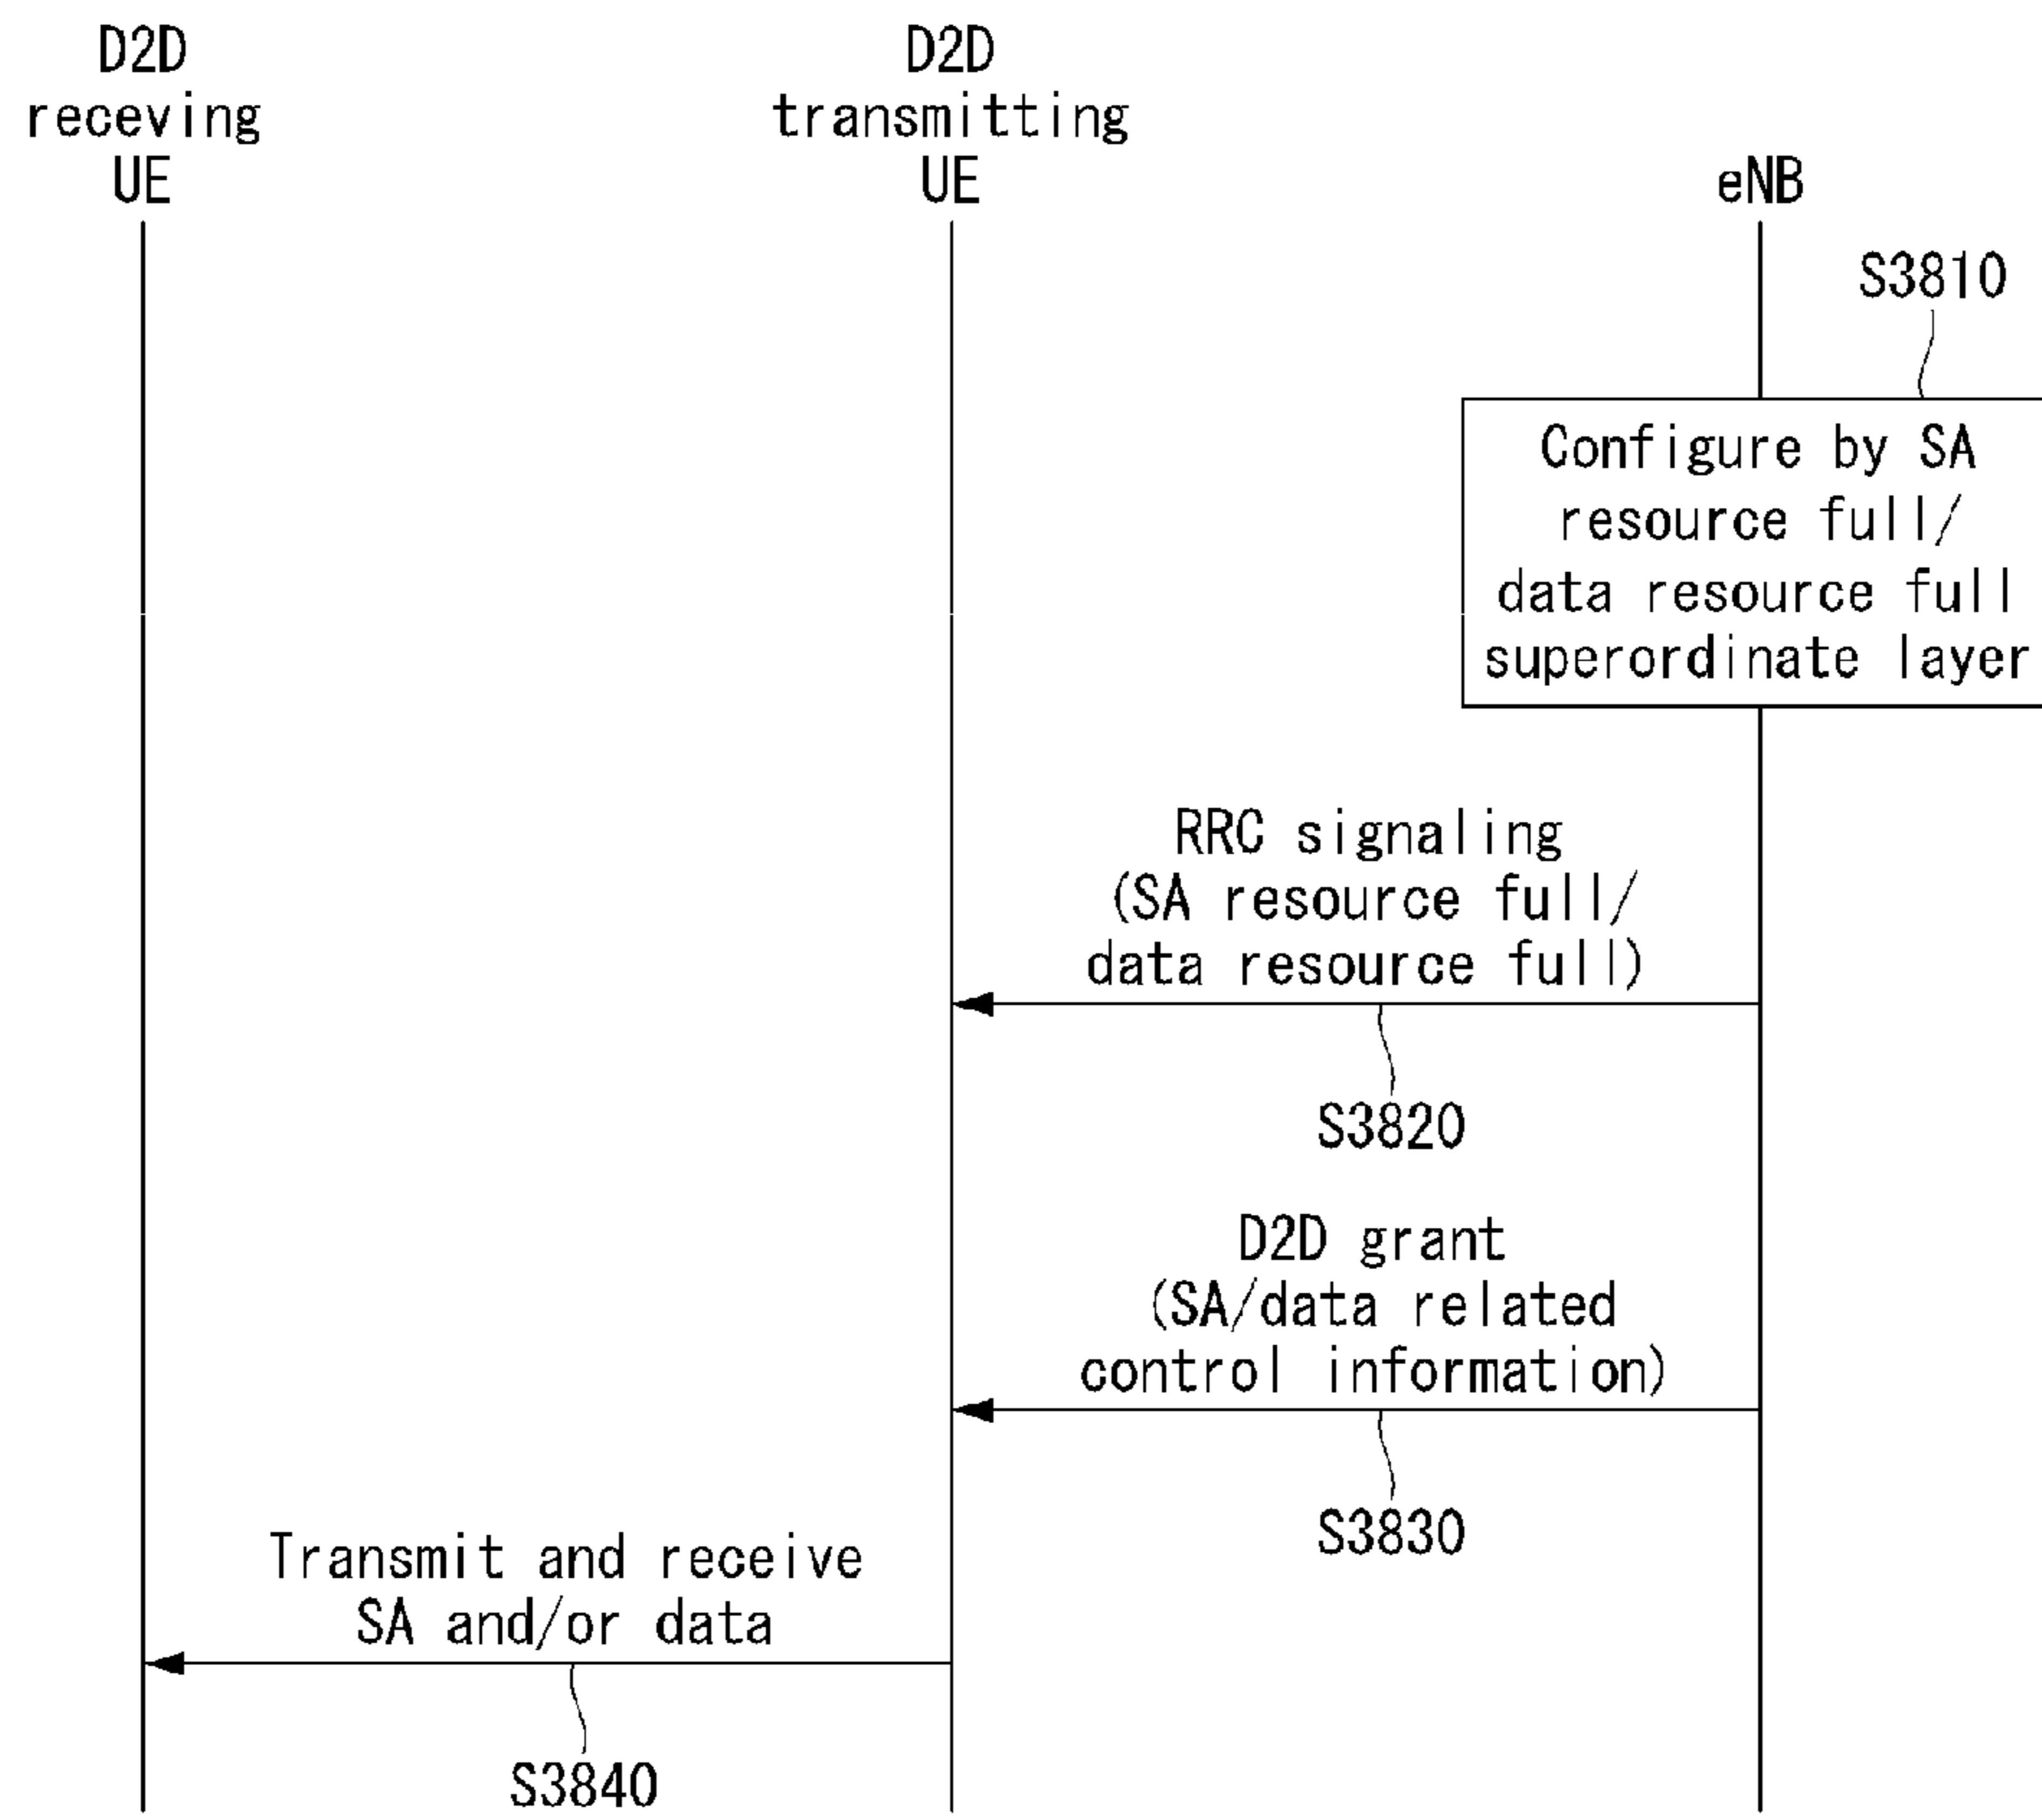 D2D
receving
UE
D2D
transmitting
UE
eNB
S3810
Configure by SA
resource full/
data resource full
superordinate layer
RRC signaling
(SA resource full/
data resource full)
S3820
D2D grant
(SA/data related
control information)
S3830
Transmit and receive
SA and/or data
S3840